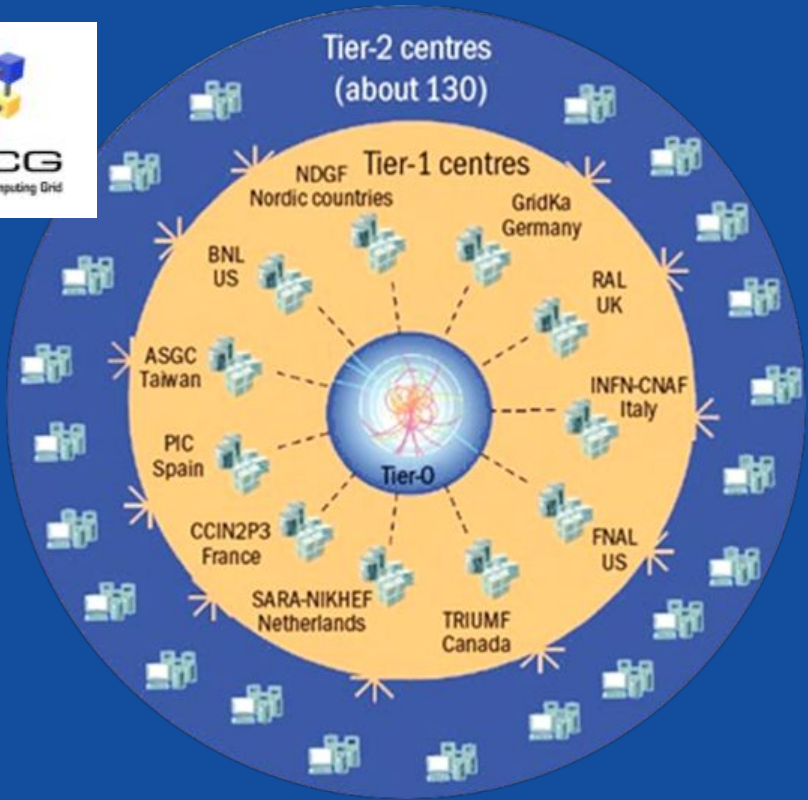 CG
Tier-2 centres
(about 130)
Tier-1 centres
NDGF
Nordic countries
GridKa
Germany
BNL
US
RAL
UK
ASGC
Taiwan
INFN-CNAF
Italy
PIC
Spain
Tier-0
CCIN2P3
France
FNAL
US
SARA-NIKHEF
Netherlands
TRIUMF
Canada
Grid